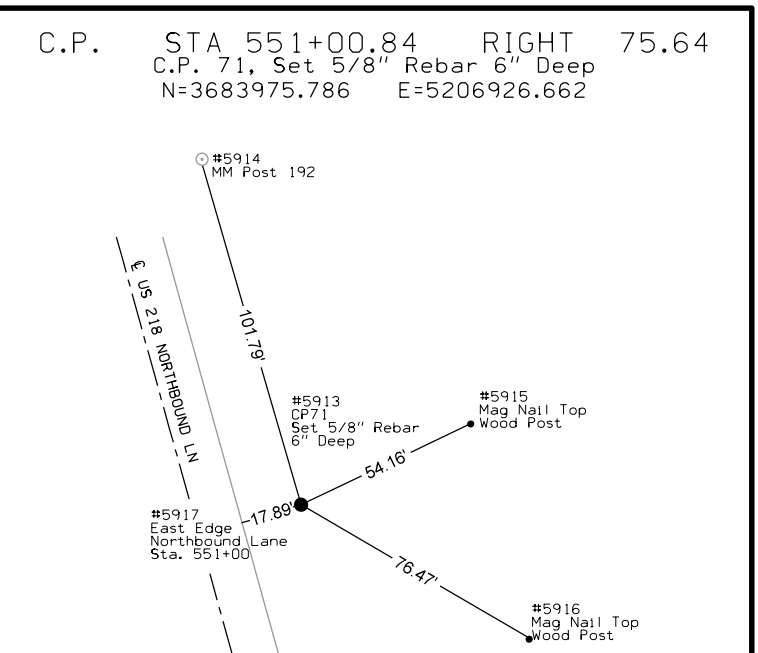 C.P. STA 551+00.84 RIGHT 75.64
C.P. 71, Set 5/8" Rebar 6" Deep
N=3683975.786 E=5206926.662
#5914
MM Post 192
℄ US 218 NORTHBOUND LN
101.79'
#5913
CP71
Set 5/8" Rebar
6" Deep
#5915
Mag Nail Top
Wood Post
54.16'
#5917
East Edge
Northbound Lane
Sta. 551+00
17.89'
76.47'
#5916
Mag Nail Top
Wood Post